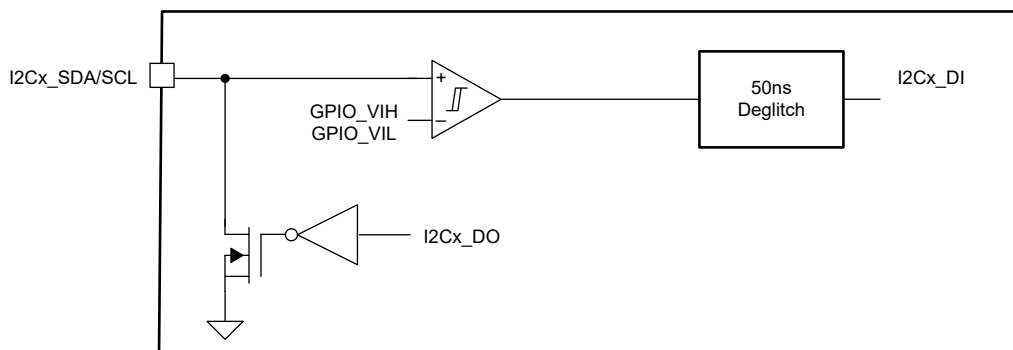 I2Cx_SDA/SCL
GPIO_VIH
GPIO_VIL
+
−
50ns
Deglitch
I2Cx_DI
I2Cx_DO